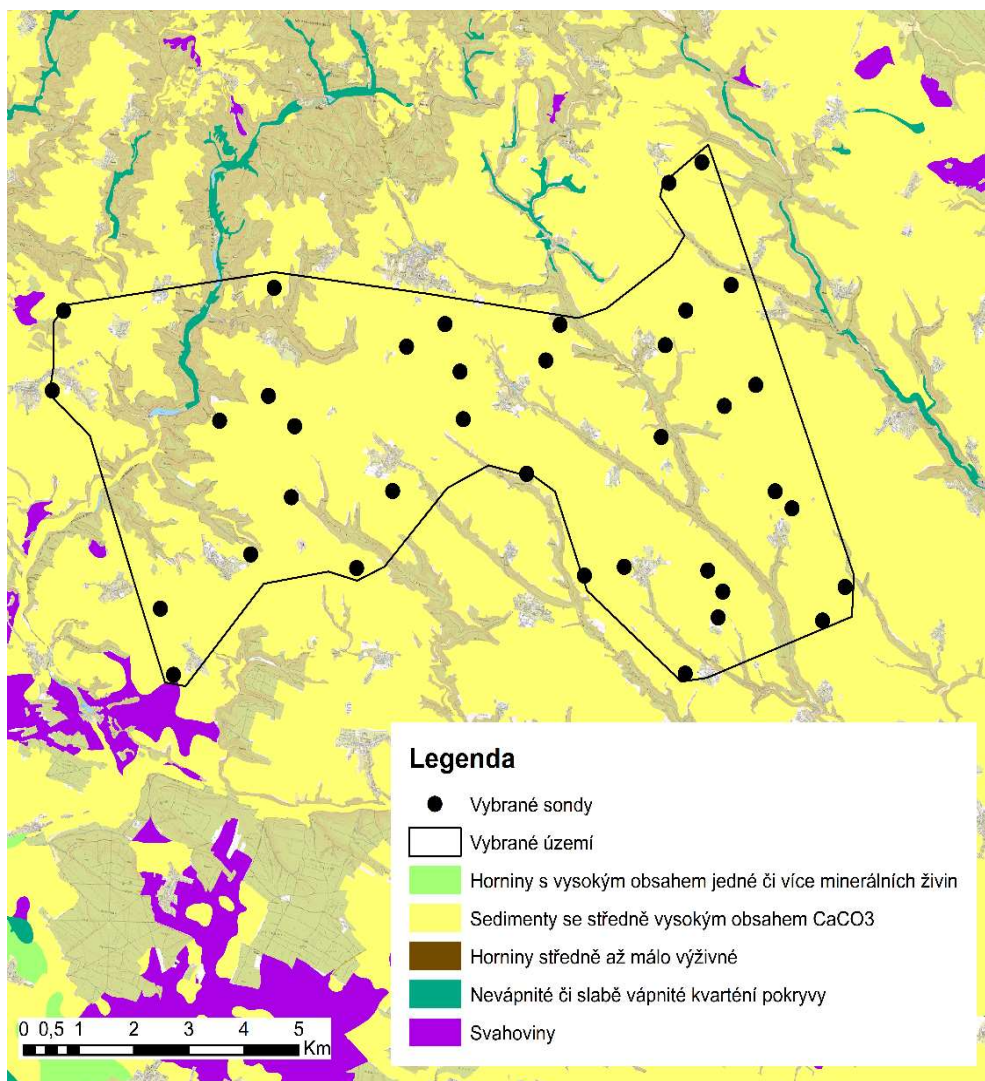 Legenda
Vybrané sondy
Vybrané území
Horniny s vysokým obsahem jedné či více minerálních živin
Sedimenty se středně vysokým obsahem CaCO3
Horniny středně až málo výživné
Nevápnité či slabě vápnité kvarténí pokryvy
Svahoviny
0 0,5 1 2 3 4 5
Km